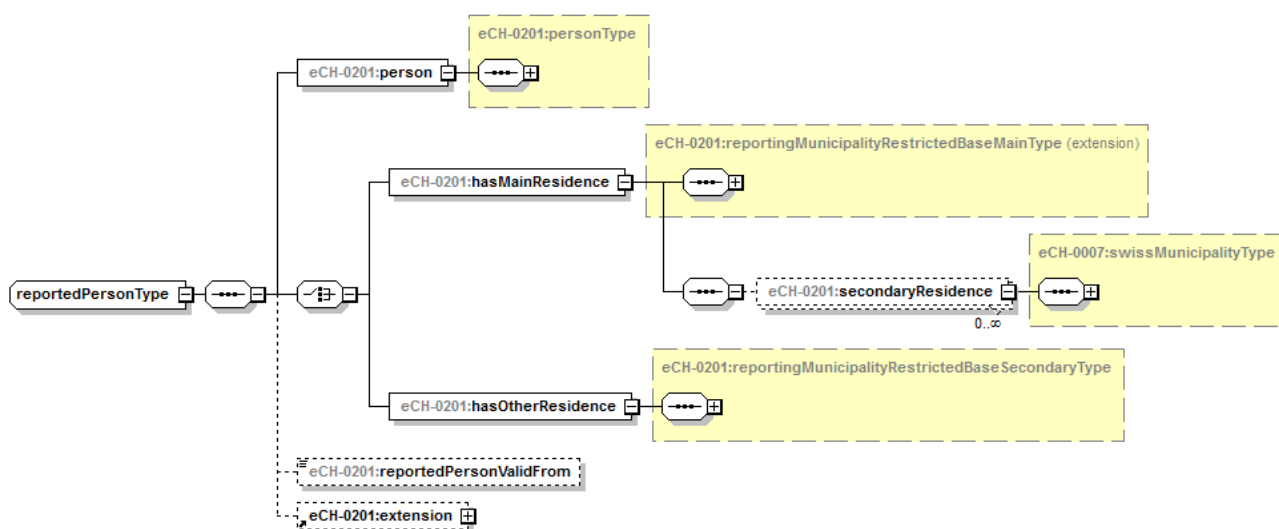 eCH-0201:personType
eCH-0201:person
eCH-0201:reportingMunicipalityRestrictedBaseMainType (extension)
eCH-0201:hasMainResidence
eCH-0007:swissMunicipalityType
reportedPersonType
eCH-0201:secondaryResidence
0..∞
eCH-0201:reportingMunicipalityRestrictedBaseSecondaryType
eCH-0201:hasOtherResidence
eCH-0201:reportedPersonValidFrom
eCH-0201:extension